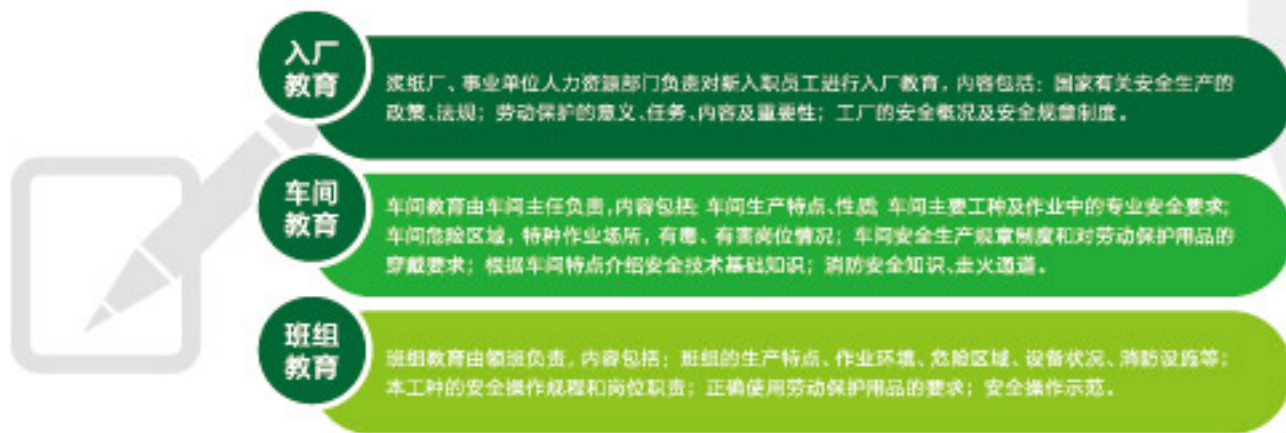 入厂
教育
浆纸厂、事业单位人力资源部门负责对新入职员工进行入厂教育，内容包括：国家有关安全生产的
政策、法规；劳动保护的意义、任务、内容及重要性；工厂的安全概况及安全规章制度。
车间
教育
车间教育由车间主任负责，内容包括：车间生产特点、性质；车间主要工种及作业中的专业安全要求；
车间危险区域，特种作业场所，有毒、有害岗位情况；车间安全生产规章制度和对劳动保护用品的
穿戴要求；根据车间特点介绍安全技术基础知识；消防安全知识、走火通道。
班组
教育
班组教育由领班负责，内容包括：班组的生产特点、作业环境、危险区域、设备状况、消防设施等；
本工种的安全操作规程和岗位职责；正确使用劳动保护用品的要求；安全操作示范。